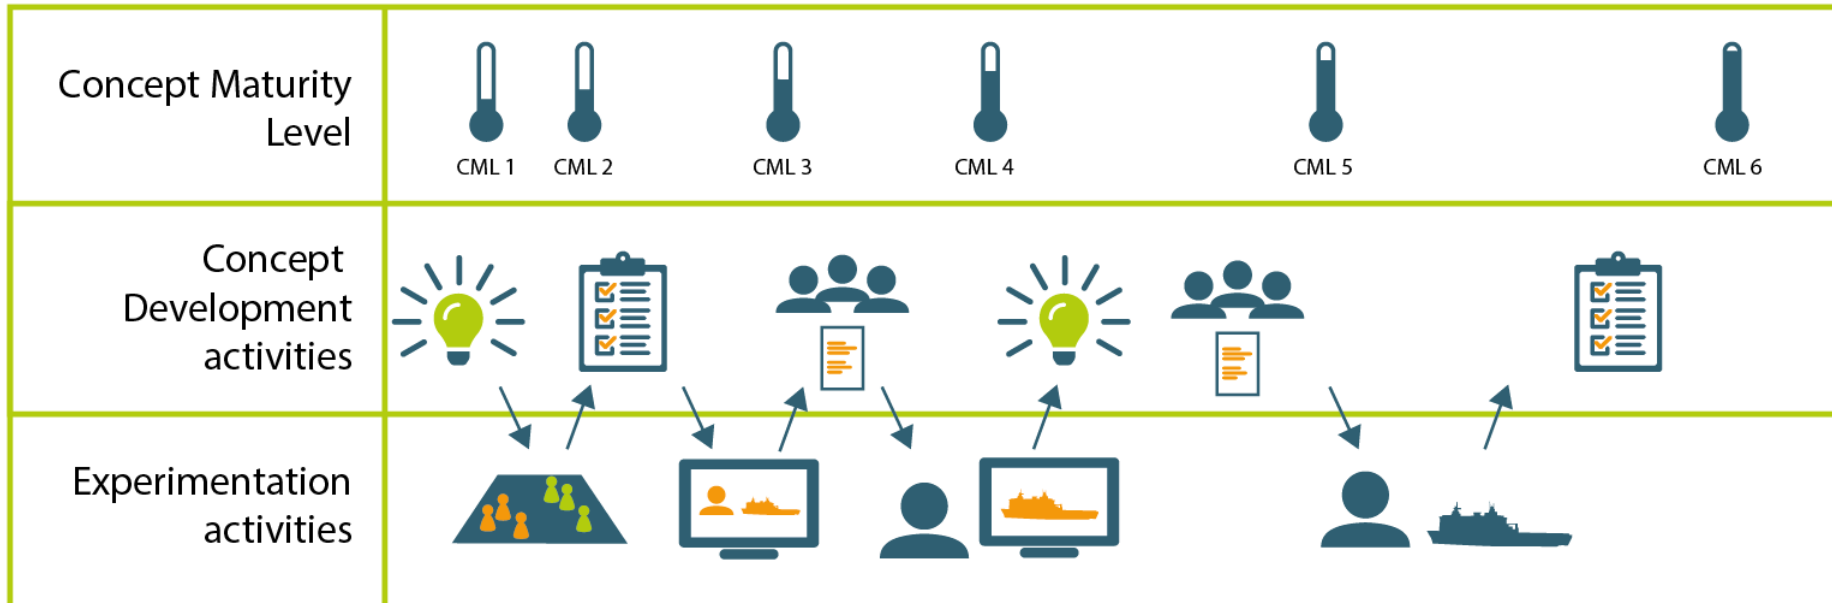 Concept Maturity
Level
CML 1
CML 2
CML 3
CML 4
CML 5
CML 6
Concept
Development
activities
Experimentation
activities